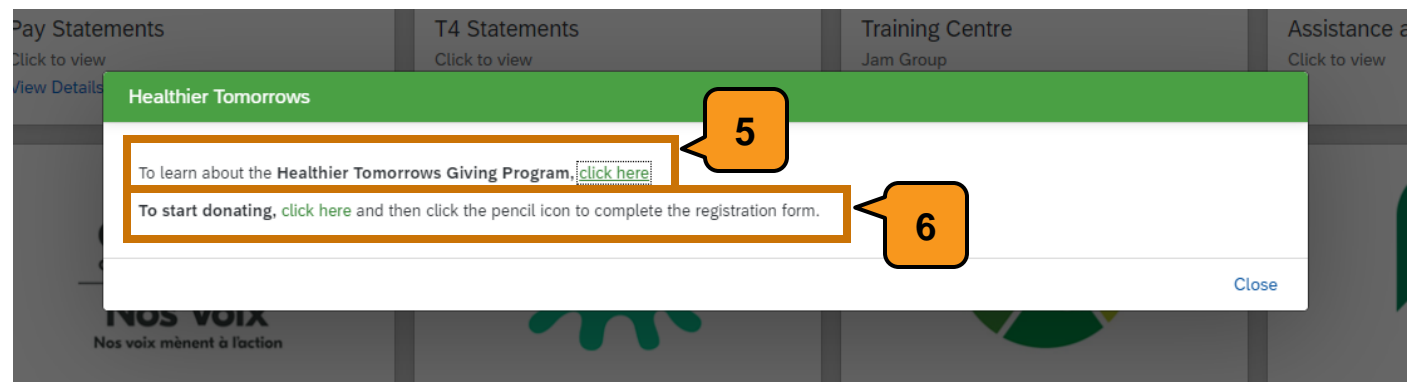 Pay Statements
Click to view
View Details
T4 Statements
Click to view
Training Centre
Jam Group
Assistance a
Click to view
Healthier Tomorrows
5
To learn about the Healthier Tomorrows Giving Program, click here
6
To start donating, click here and then click the pencil icon to complete the registration form.
Close
Nos voix
Nos voix mènent à l'action